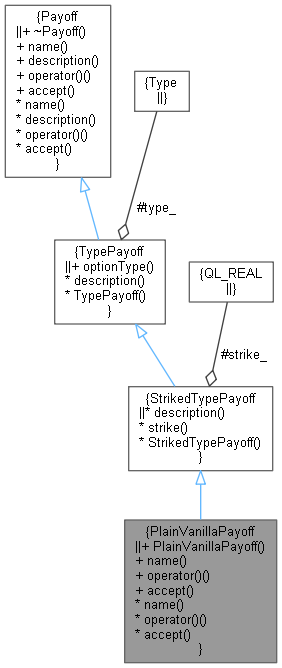 {Payoff
||+ ~Payoff()
+ name()
+ description()
+ operator()()
+ accept()
* name()
* description()
* operator()()
* accept()
}
{Type
||}
#type_
{TypePayoff
||+ optionType()
* description()
* TypePayoff()
}
{QL_REAL
||}
#strike_
{StrikedTypePayoff
||* description()
* strike()
* StrikedTypePayoff()
}
{PlainVanillaPayoff
||+ PlainVanillaPayoff()
+ name()
+ operator()()
+ accept()
* name()
* operator()()
* accept()
}